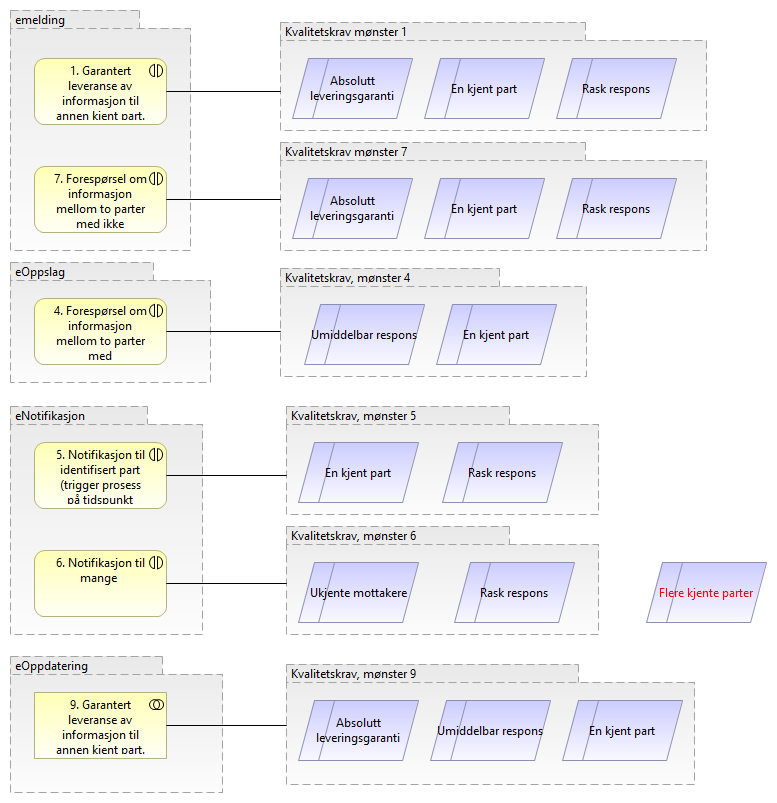 emelding
1. Garantert
leveranse av
informasjon til
annen kjent part.
7. Forespørsel om
informasjon
mellom to parter
med ikke
Kvalitetskrav mønster 1
Absolutt
leveringsgaranti
En kjent part
Rask respons
Kvalitetskrav mønster 7
Absolutt
leveringsgaranti
En kjent part
Rask respons
eOppslag
4. Forespørsel om
informasjon
mellom to parter
med
Kvalitetskrav, mønster 4
Umiddelbar respons
En kjent part
eNotifikasjon
5. Notifikasjon til
identifisert part
(trigger prosess
på tidspunkt
6. Notifikasjon til
mange
Kvalitetskrav, mønster 5
En kjent part
Rask respons
Kvalitetskrav, mønster 6
Ukjente mottakere
Rask respons
Flere kjente parter
eOppdatering
9. Garantert
leveranse av
informasjon til
annen kjent part.
Kvalitetskrav, mønster 9
Absolutt
leveringsgaranti
Umiddelbar respons
En kjent part